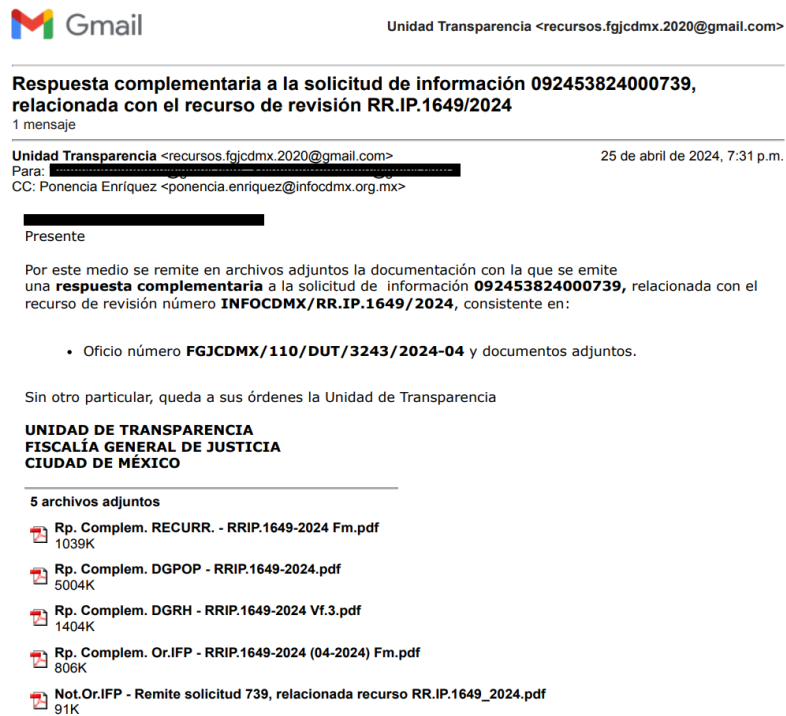 Gmail
Unidad Transparencia <recursos.fgjcdmx.2020@gmail.com>
Respuesta complementaria a la solicitud de información 092453824000739,
relacionada con el recurso de revisión RR.IP.1649/2024
1 mensaje
Unidad Transparencia <recursos.fgjcdmx.2020@gmail.com> 25 de abril de 2024, 7:31 p.m.
Para:
CC: Ponencia Enríquez <ponencia.enriquez@infocdmx.org.mx>
Presente
Por este medio se remite en archivos adjuntos la documentación con la que se emite
una respuesta complementaria a la solicitud de información 092453824000739, relacionada con el
recurso de revisión número INFOCDMX/RR.IP.1649/2024, consistente en:
• Oficio número FGJCDMX/110/DUT/3243/2024-04 y documentos adjuntos.
Sin otro particular, queda a sus órdenes la Unidad de Transparencia
UNIDAD DE TRANSPARENCIA
FISCALÍA GENERAL DE JUSTICIA
CIUDAD DE MÉXICO
5 archivos adjuntos
Rp. Complem. RECURR. - RRIP.1649-2024 Fm.pdf
1039K
Rp. Complem. DGPOP - RRIP.1649-2024.pdf
5004K
Rp. Complem. DGRH - RRIP.1649-2024 Vf.3.pdf
1404K
Rp. Complem. Or.IFP - RRIP.1649-2024 (04-2024) Fm.pdf
806K
Not.Or.IFP - Remite solicitud 739, relacionada recurso RR.IP.1649_2024.pdf
91K